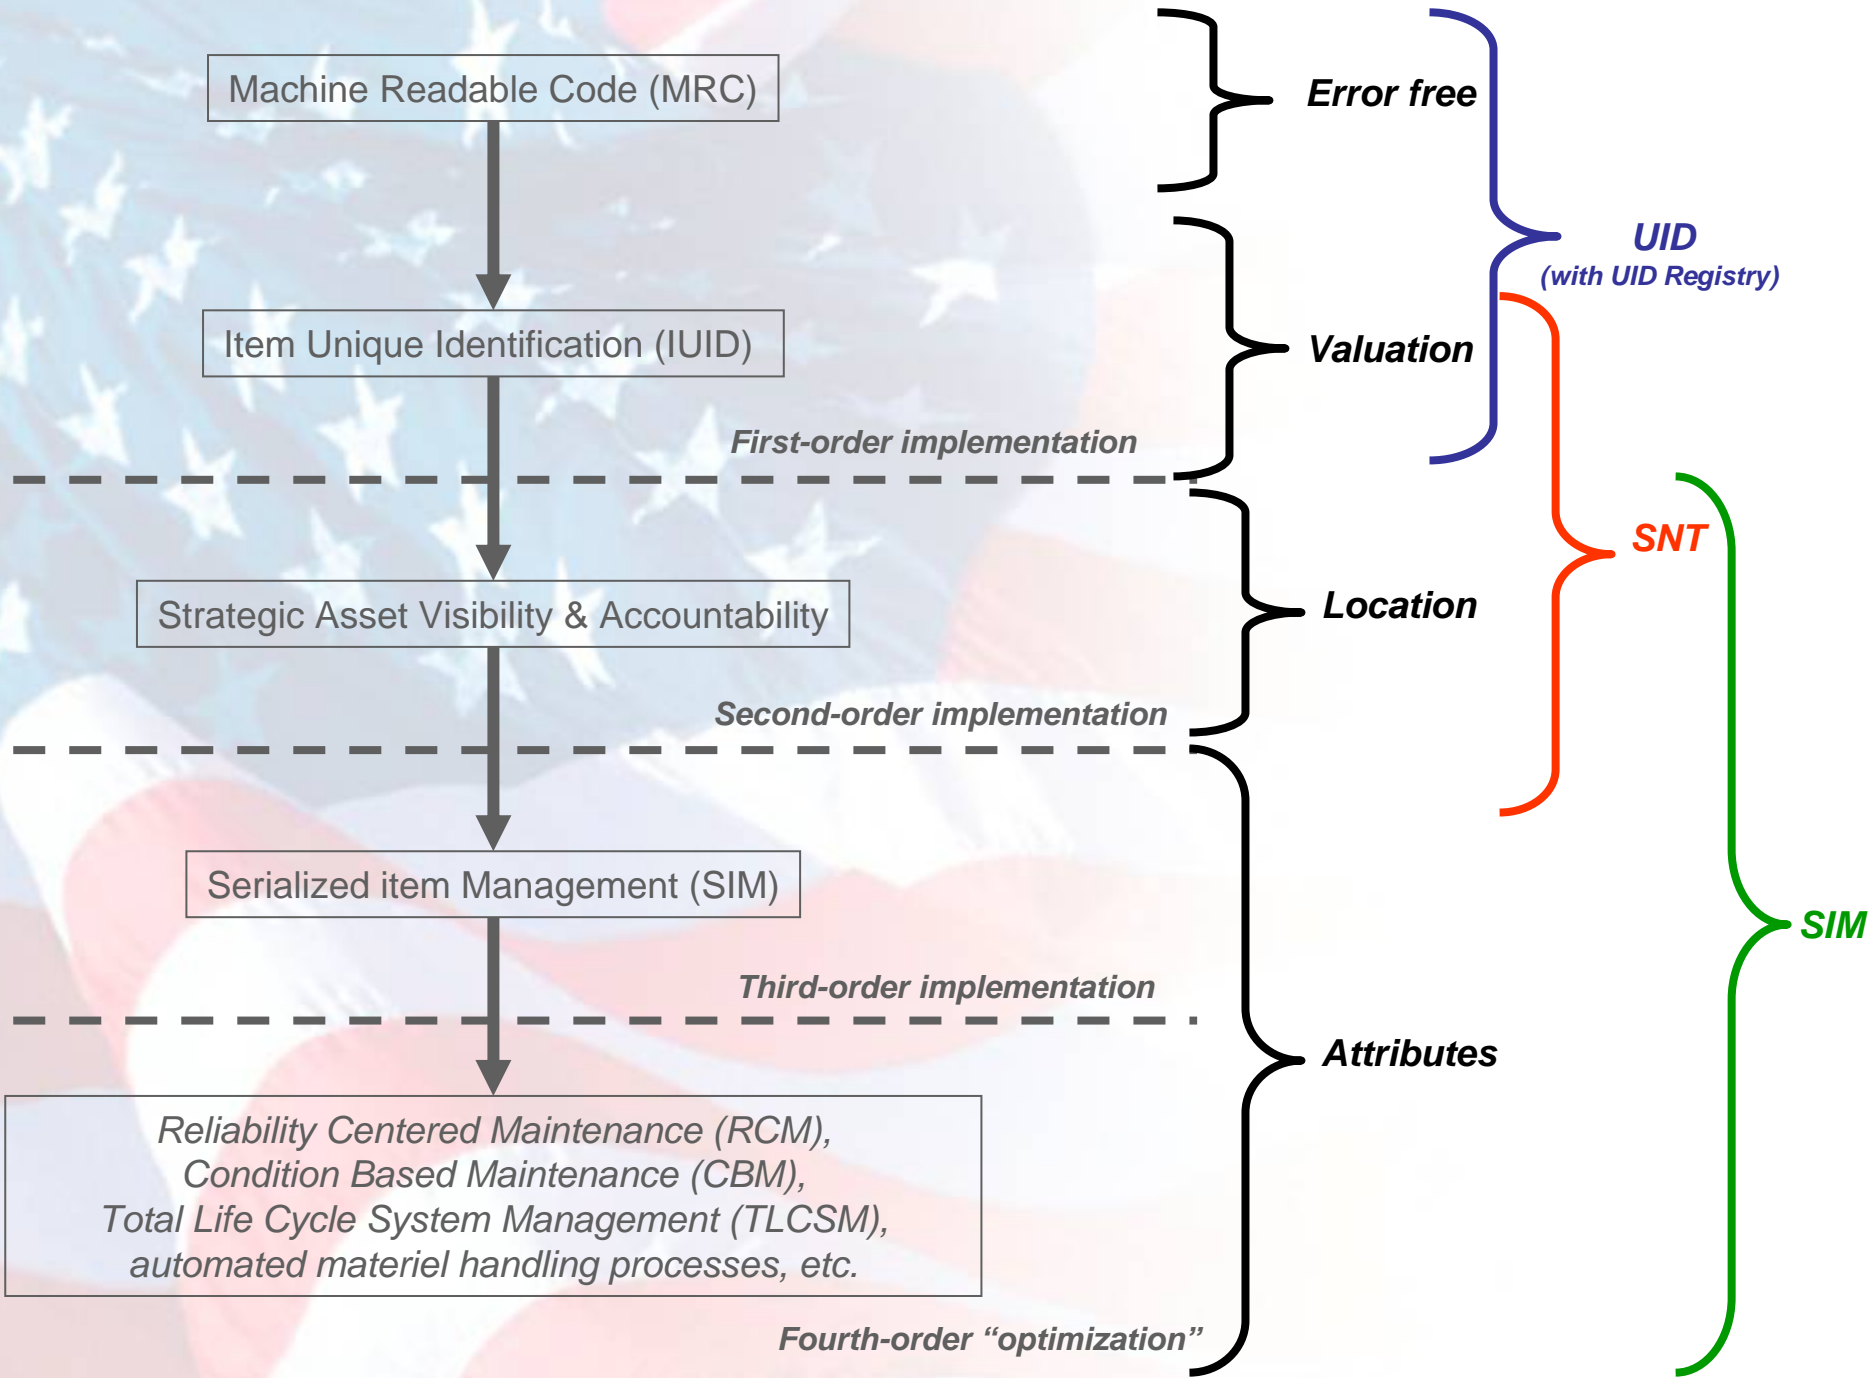 Machine Readable Code (MRC)
Error free
UID
(with UID Registry)
Item Unique Identification (IUID)
Valuation
First-order implementation
SNT
Strategic Asset Visibility & Accountability
Location
Second-order implementation
Serialized item Management (SIM)
SIM
Third-order implementation
Attributes
Reliability Centered Maintenance (RCM),
Condition Based Maintenance (CBM),
Total Life Cycle System Management (TLCSM),
automated materiel handling processes, etc.
Fourth-order “optimization”